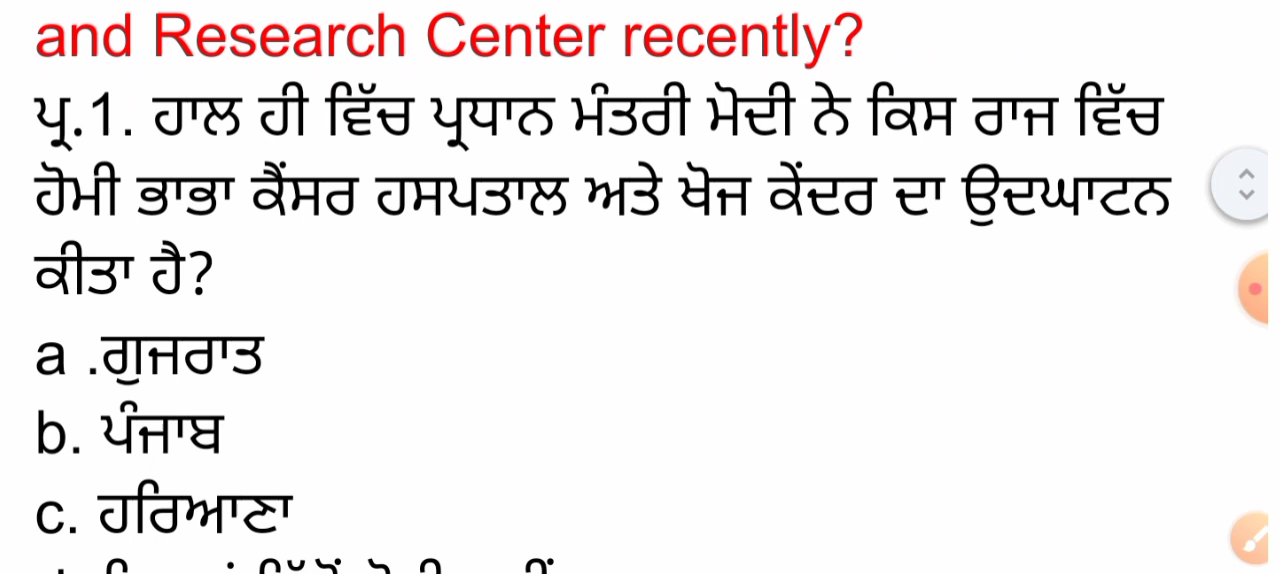 and Research Center recently?
ਪ੍ਰ.1. ਹਾਲ ਹੀ ਵਿੱਚ ਪ੍ਰਧਾਨ ਮੰਤਰੀ ਮੋਦੀ ਨੇ ਕਿਸ ਰਾਜ ਵਿੱਚ
ਹੋਮੀ ਭਾਭਾ ਕੈਂਸਰ ਹਸਪਤਾਲ ਅਤੇ ਖੋਜ ਕੇਂਦਰ ਦਾ ਉਦਘਾਟਨ
ਕੀਤਾ ਹੈ?
a .ਗੁਜਰਾਤ
b. ਪੰਜਾਬ
c. ਹਰਿਆਣਾ